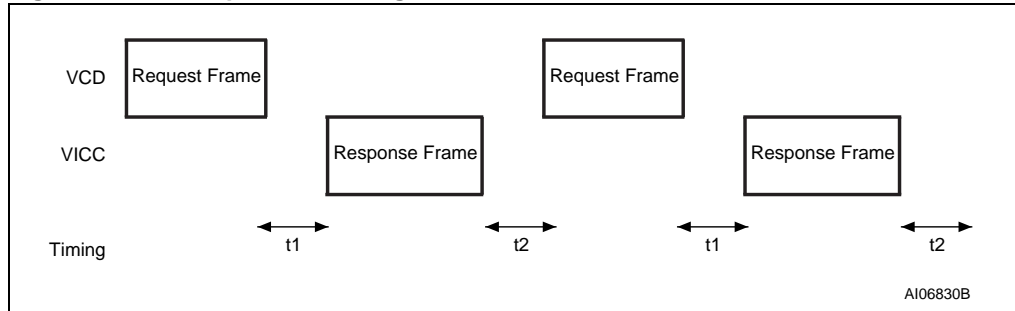 VCD
Request Frame
Request Frame
VICC
Response Frame
Response Frame
Timing
t1
t2
t1
t2
AI06830B